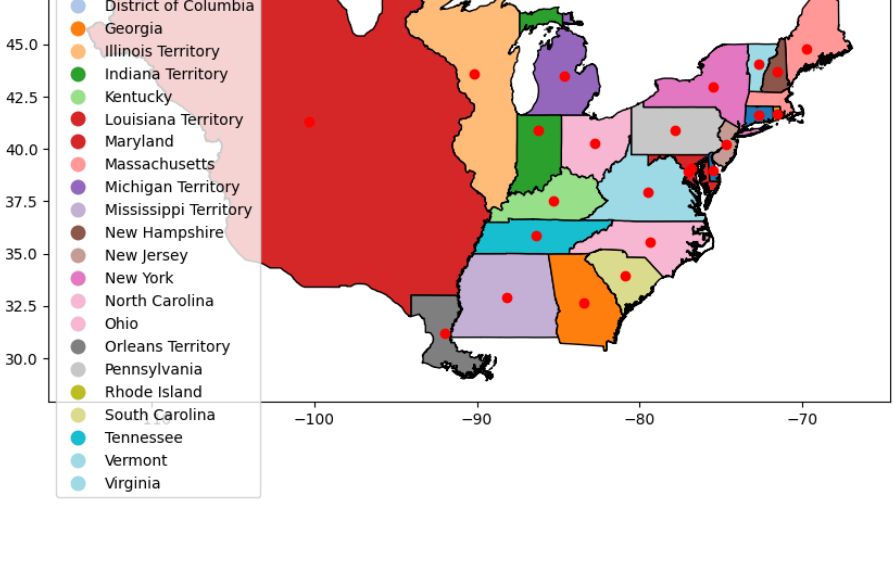 District of Columbia
Georgia
Illinois Territory
Indiana Territory
Kentucky
Louisiana Territory
Maryland
Massachusetts
Michigan Territory
Mississippi Territory
New Hampshire
New Jersey
New York
North Carolina
Ohio
Orleans Territory
Pennsylvania
Rhode Island
South Carolina
Tennessee
Vermont
Virginia
45.0
42.5
40.0
37.5
35.0
32.5
30.0
−110 −100 −90 −80 −70